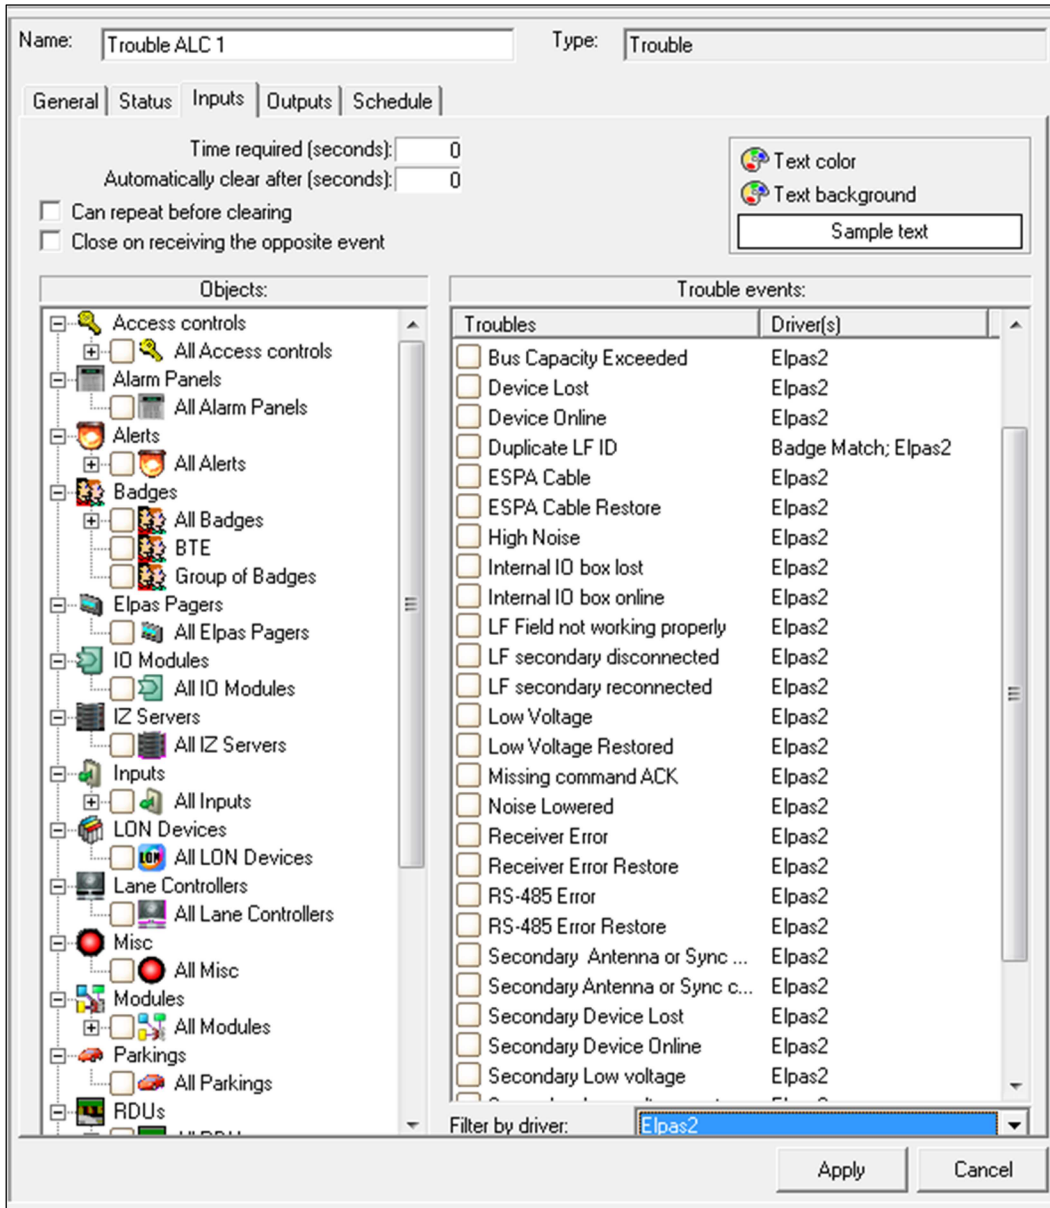 Name: Trouble ALC 1 Type: Trouble
General Status Inputs Outputs Schedule
Time required (seconds): 0
Automatically clear after (seconds): 0
Can repeat before clearing
Close on receiving the opposite event
Text color
Text background
Sample text
Objects:
Access controls
All Access controls
Alarm Panels
All Alarm Panels
Alerts
All Alerts
Badges
All Badges
BTE
Group of Badges
Elpas Pagers
All Elpas Pagers
IO Modules
All IO Modules
IZ Servers
All IZ Servers
Inputs
All Inputs
LON Devices
LON All LON Devices
Lane Controllers
All Lane Controllers
Misc
All Misc
Modules
All Modules
Parkings
All Parkings
RDUs
Trouble events:
Troubles Driver(s)
Bus Capacity Exceeded Elpas2
Device Lost Elpas2
Device Online Elpas2
Duplicate LF ID Badge Match; Elpas2
ESPA Cable Elpas2
ESPA Cable Restore Elpas2
High Noise Elpas2
Internal IO box lost Elpas2
Internal IO box online Elpas2
LF Field not working properly Elpas2
LF secondary disconnected Elpas2
LF secondary reconnected Elpas2
Low Voltage Elpas2
Low Voltage Restored Elpas2
Missing command ACK Elpas2
Noise Lowered Elpas2
Receiver Error Elpas2
Receiver Error Restore Elpas2
RS-485 Error Elpas2
RS-485 Error Restore Elpas2
Secondary Antenna or Sync ... Elpas2
Secondary Antenna or Sync c... Elpas2
Secondary Device Lost Elpas2
Secondary Device Online Elpas2
Secondary Low voltage Elpas2
Filter by driver: Elpas2
Apply Cancel